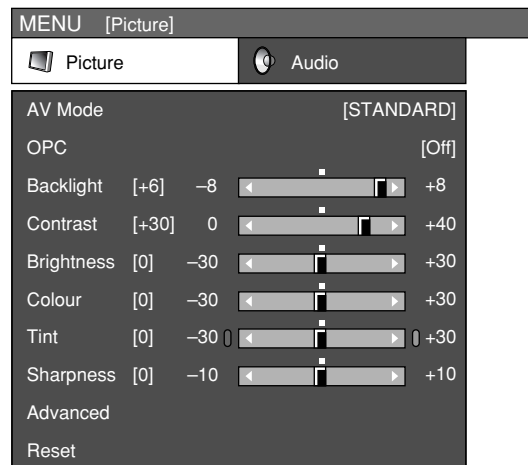 MENU [Picture]
Picture Audio
AV Mode [STANDARD]
OPC [Off]
Backlight [+6] –8 +8
Contrast [+30] 0 +40
Brightness [0] –30 +30
Colour [0] –30 +30
Tint [0] –30 +30
Sharpness [0] –10 +10
Advanced
Reset